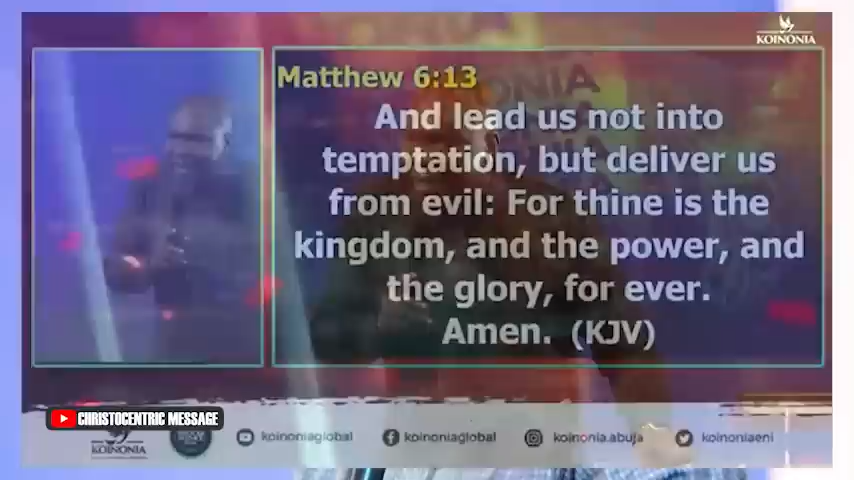 KOINONIA
Matthew 6:13
And lead us not into
temptation, but deliver us
from evil: For thine is the
kingdom, and the power, and
the glory, for ever.
Amen. (KJV)
CHRISTOCENTRIC MESSAGE
KOINONIA
koinoniaglobal
koinoniaglobal
koinonia.abuja
koinoniaeni